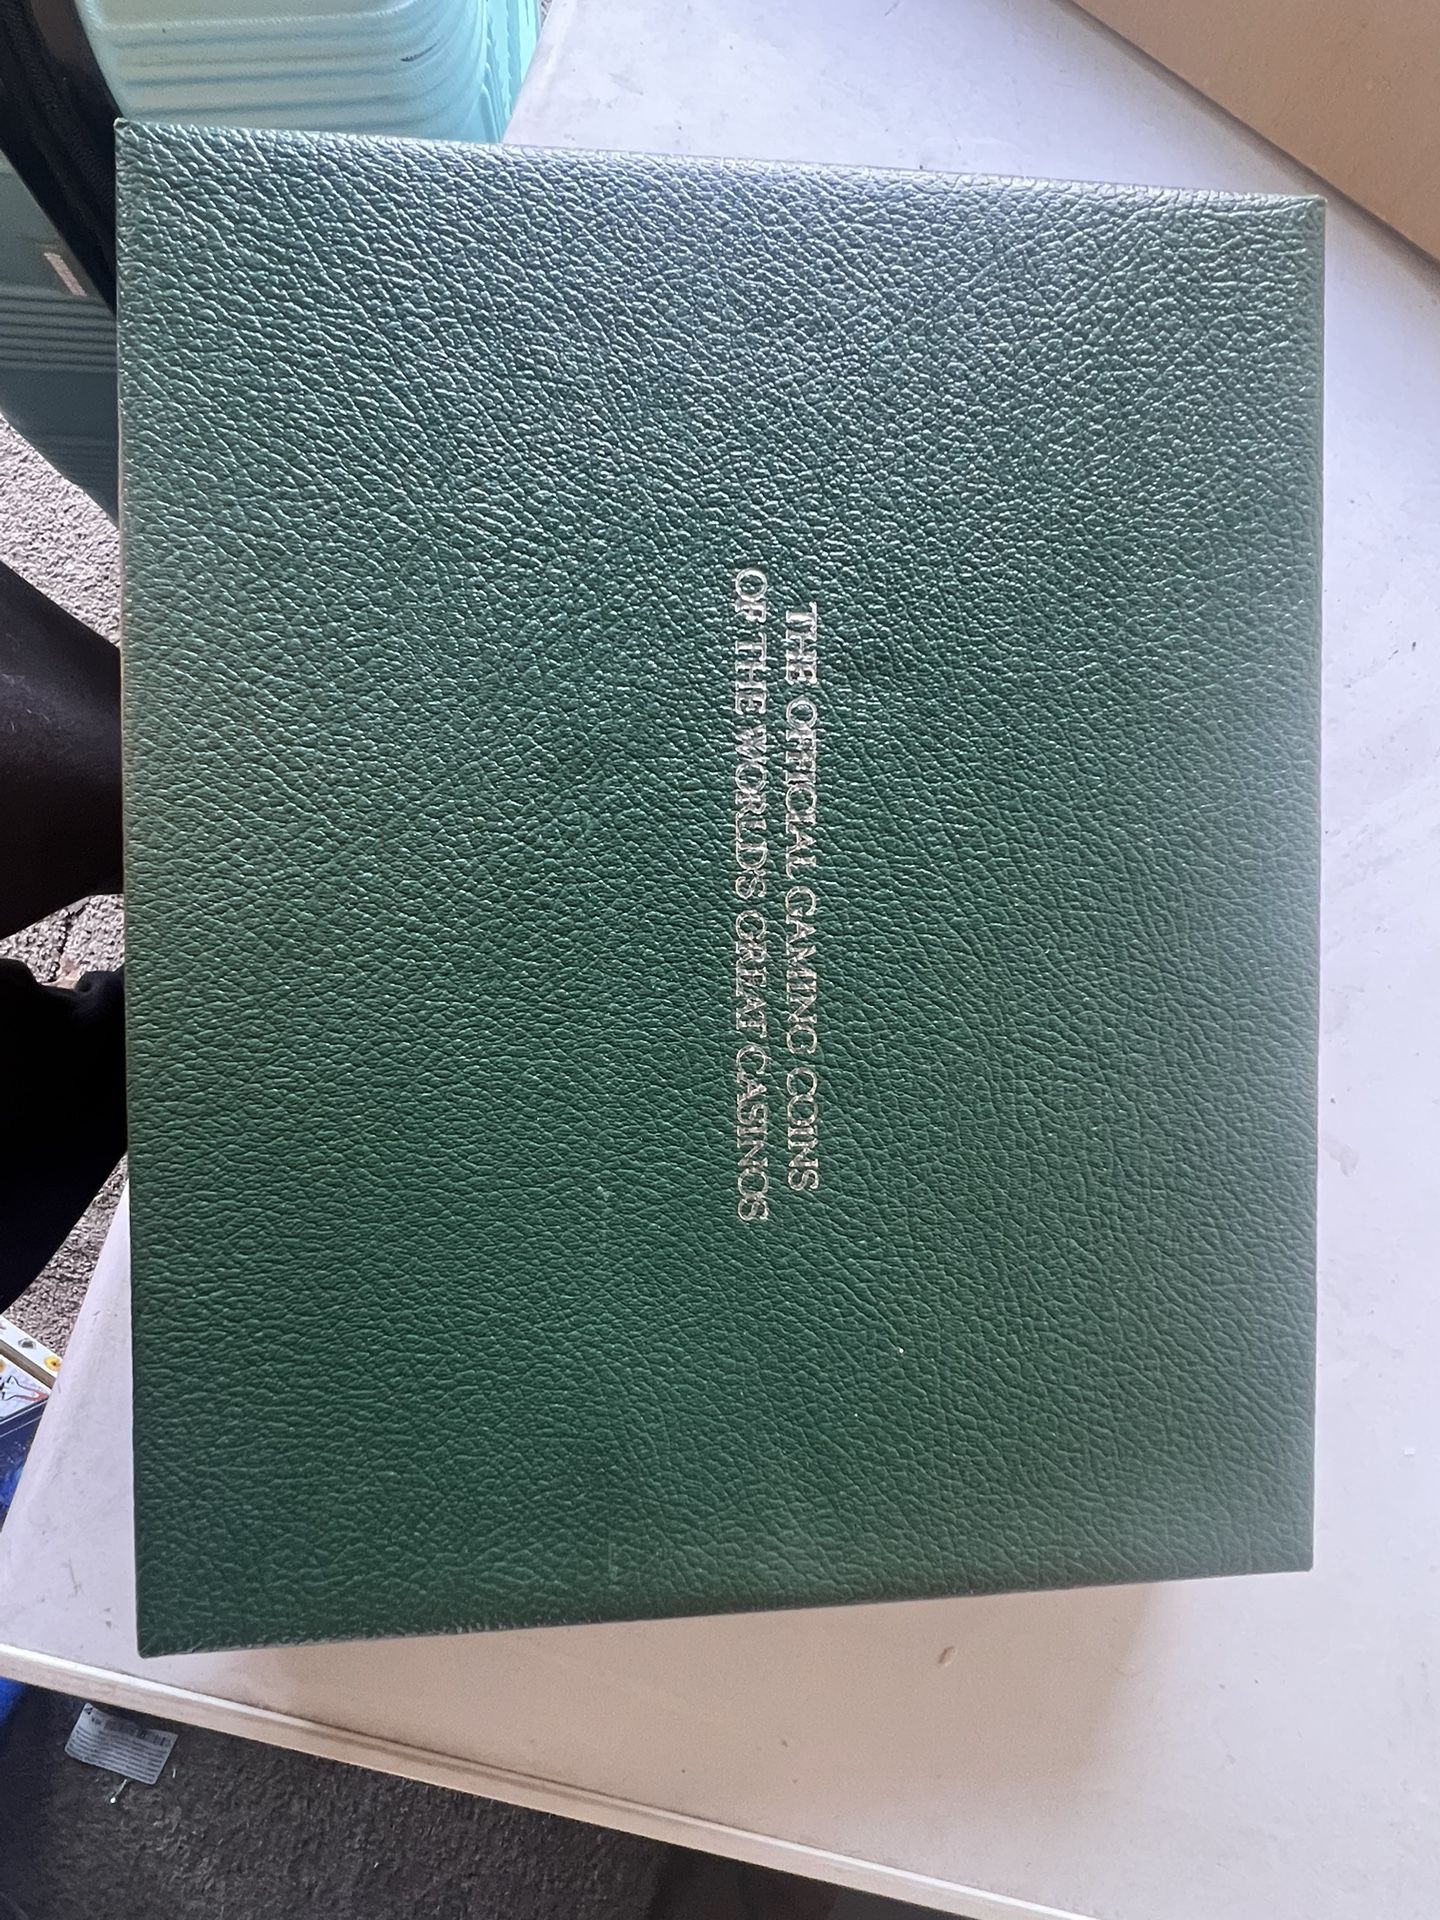 THE OFFICIAL GAMING COINS
OF THE WORLD'S GREAT CASINOS